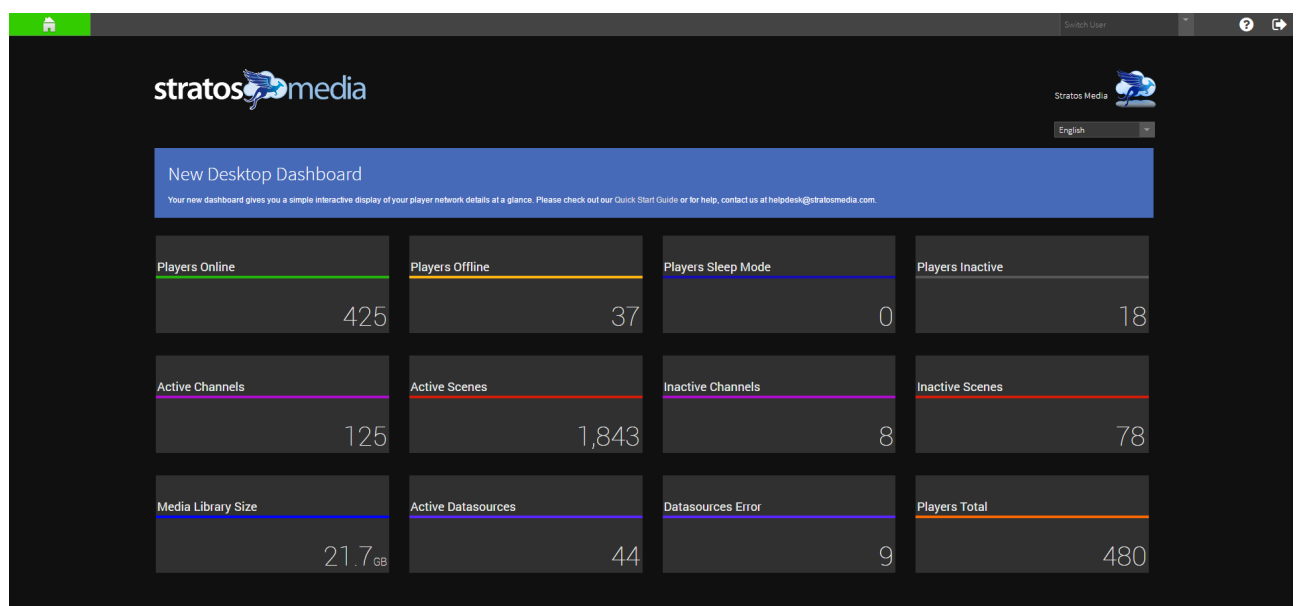 Switch User
stratos media
Stratos Media
English
New Desktop Dashboard
Your new dashboard gives you a simple interactive display of your player network details at a glance. Please check out our Quick Start Guide or for help, contact us at helpdesk@stratosmedia.com.
Players Online
425
Players Offline
37
Players Sleep Mode
0
Players Inactive
18
Active Channels
125
Active Scenes
1,843
Inactive Channels
8
Inactive Scenes
78
Media Library Size
21.7GB
Active Datasources
44
Datasources Error
9
Players Total
480